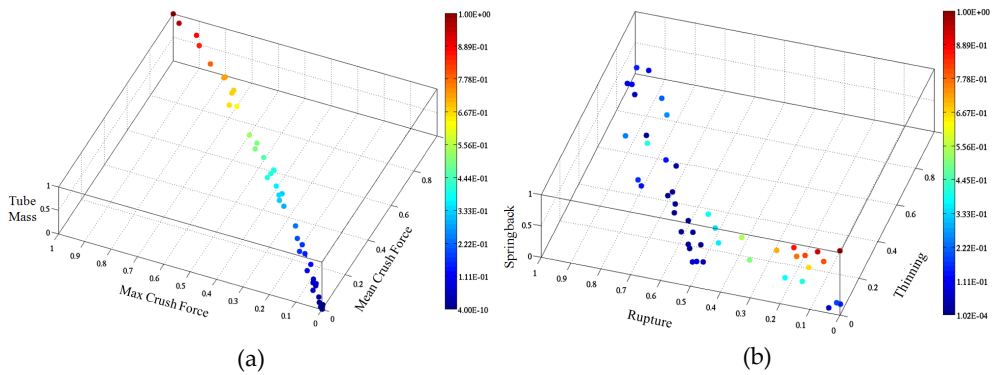 1.00E+00
8.89E-01
7.78E-01
6.67E-01
5.56E-01
4.44E-01
3.33E-01
2.22E-01
1.11E-01
4.00E-10
Tube
Mass
1
0.5
0
1
0.9
0.8
0.7
0.6
0.5
0.4
0.3
0.2
0.1
0
Max Crush Force
0
0.2
0.4
0.6
0.8
Mean Crush Force
(a)
1.00E+00
8.89E-01
7.78E-01
6.67E-01
5.56E-01
4.44E-01
3.33E-01
2.22E-01
1.11E-01
1.02E-04
Springback
1
0.5
0
1
0.9
0.8
0.7
0.6
0.5
0.4
0.3
0.2
0.1
0
Rupture
0
0.2
0.4
0.6
0.8
Thinning
(b)